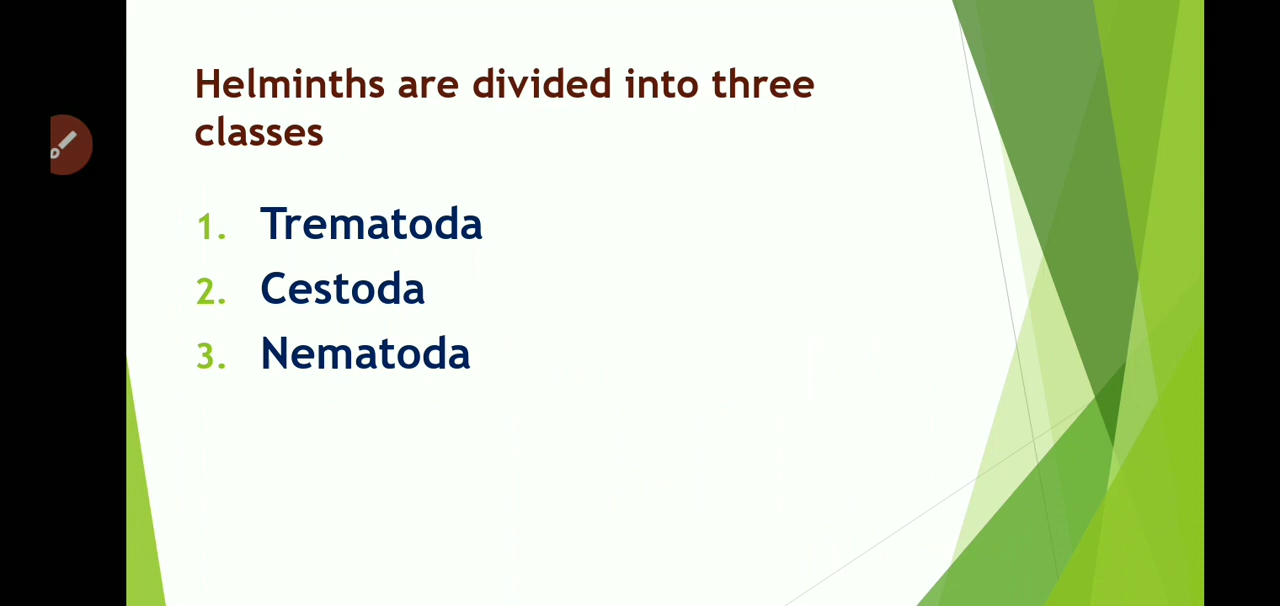 Helminths are divided into three
classes
1. Trematoda
2. Cestoda
3. Nematoda